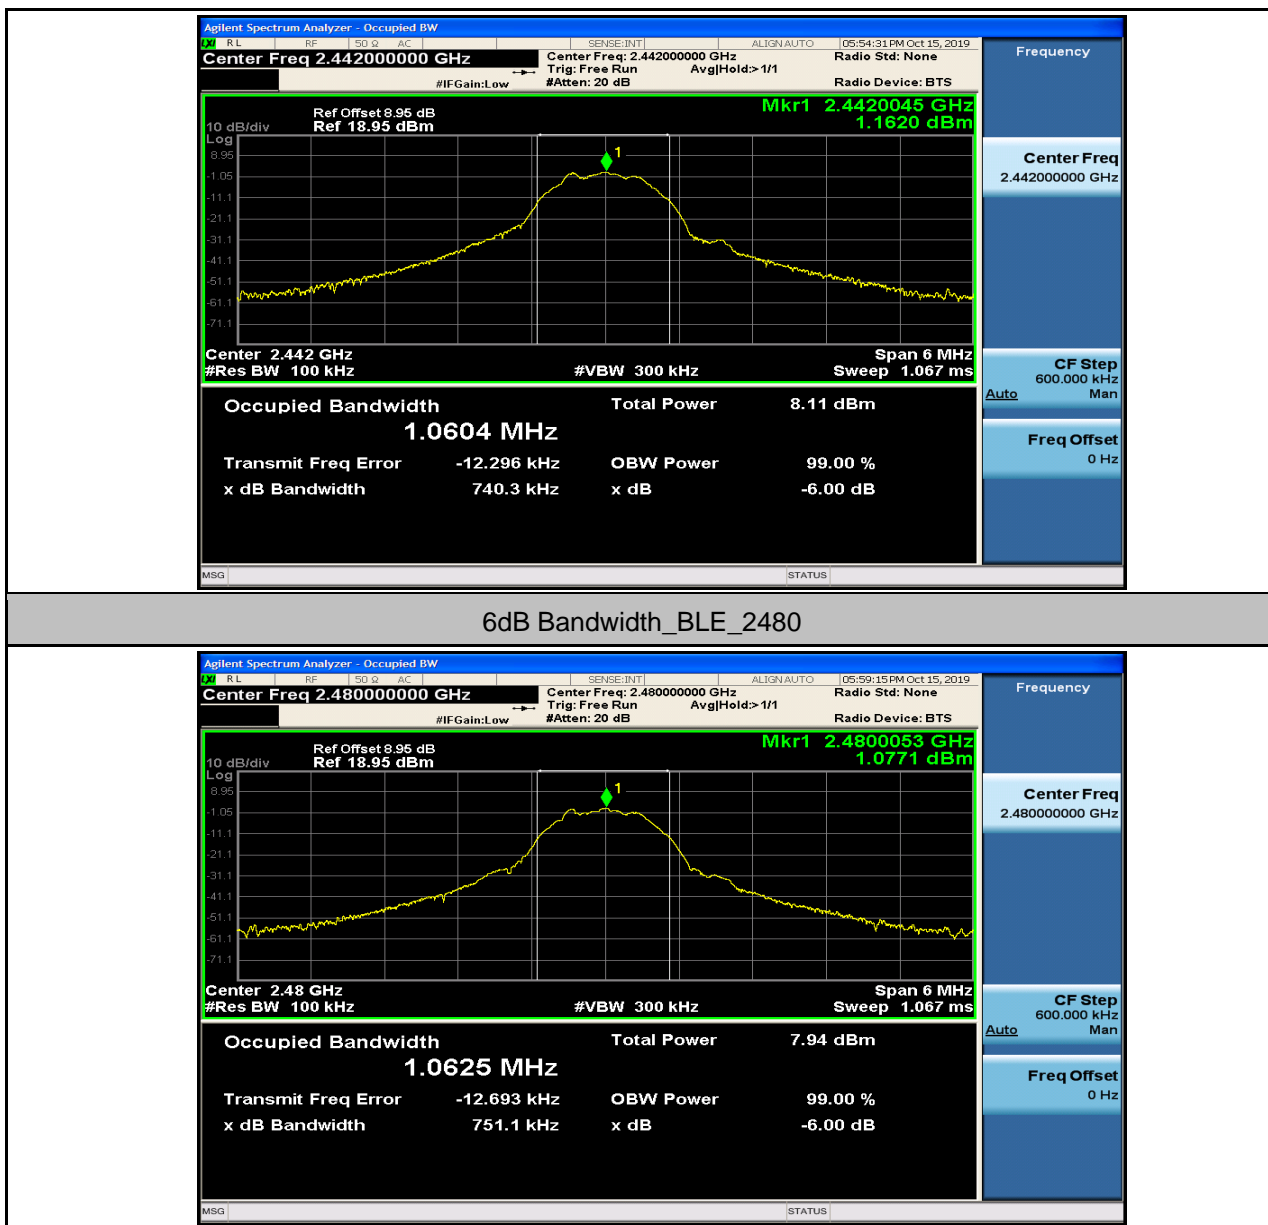 Agilent Spectrum Analyzer - Occupied BW
LXI RL RF 50 Ω AC SENSE:INT ALIGN AUTO 05:54:31 PM Oct 15, 2019
Center Freq 2.442000000 GHz
Center Freq: 2.442000000 GHz Radio Std: None
Trig: Free Run Avg|Hold:>1/1
#IFGain:Low #Atten: 20 dB Radio Device: BTS
Frequency
Mkr1 2.4420045 GHz
1.1620 dBm
Ref Offset 8.95 dB
10 dB/div Ref 18.95 dBm
Log
8.95
-1.05
-11.1
-21.1
-31.1
-41.1
-51.1
-61.1
-71.1
1
Center 2.442 GHz Span 6 MHz
#Res BW 100 kHz #VBW 300 kHz Sweep 1.067 ms
Center Freq
2.442000000 GHz
CF Step
600.000 kHz
Auto Man
Freq Offset
0 Hz
Occupied Bandwidth Total Power 8.11 dBm
1.0604 MHz
Transmit Freq Error -12.296 kHz OBW Power 99.00 %
x dB Bandwidth 740.3 kHz x dB -6.00 dB
MSG STATUS
6dB Bandwidth_BLE_2480
Agilent Spectrum Analyzer - Occupied BW
LXI RL RF 50 Ω AC SENSE:INT ALIGN AUTO 05:59:15 PM Oct 15, 2019
Center Freq 2.480000000 GHz
Center Freq: 2.480000000 GHz Radio Std: None
Trig: Free Run Avg|Hold:>1/1
#IFGain:Low #Atten: 20 dB Radio Device: BTS
Frequency
Mkr1 2.4800053 GHz
1.0771 dBm
Ref Offset 8.95 dB
10 dB/div Ref 18.95 dBm
Log
8.95
-1.05
-11.1
-21.1
-31.1
-41.1
-51.1
-61.1
-71.1
1
Center 2.48 GHz Span 6 MHz
#Res BW 100 kHz #VBW 300 kHz Sweep 1.067 ms
Center Freq
2.480000000 GHz
CF Step
600.000 kHz
Auto Man
Freq Offset
0 Hz
Occupied Bandwidth Total Power 7.94 dBm
1.0625 MHz
Transmit Freq Error -12.693 kHz OBW Power 99.00 %
x dB Bandwidth 751.1 kHz x dB -6.00 dB
MSG STATUS